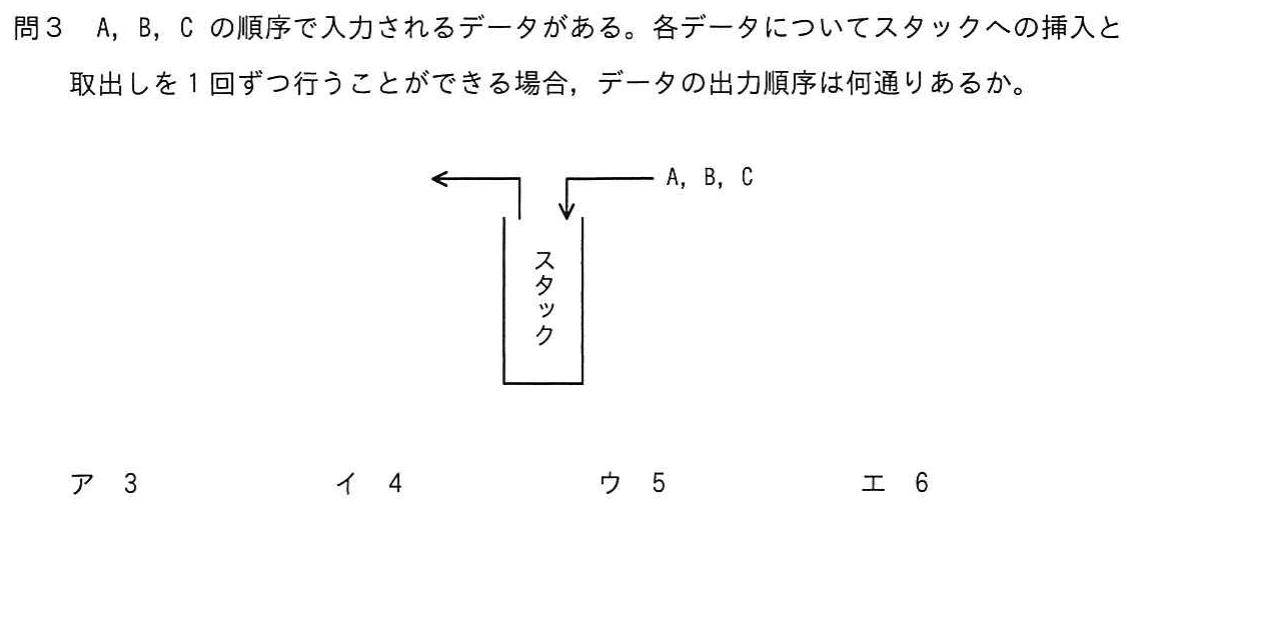 問３　A, B, C の順序で入力されるデータがある。各データについてスタックへの挿入と
取出しを１回ずつ行うことができる場合，データの出力順序は何通りあるか。
A, B, C
スタック
ア　3　イ　4　ウ　5　エ　6